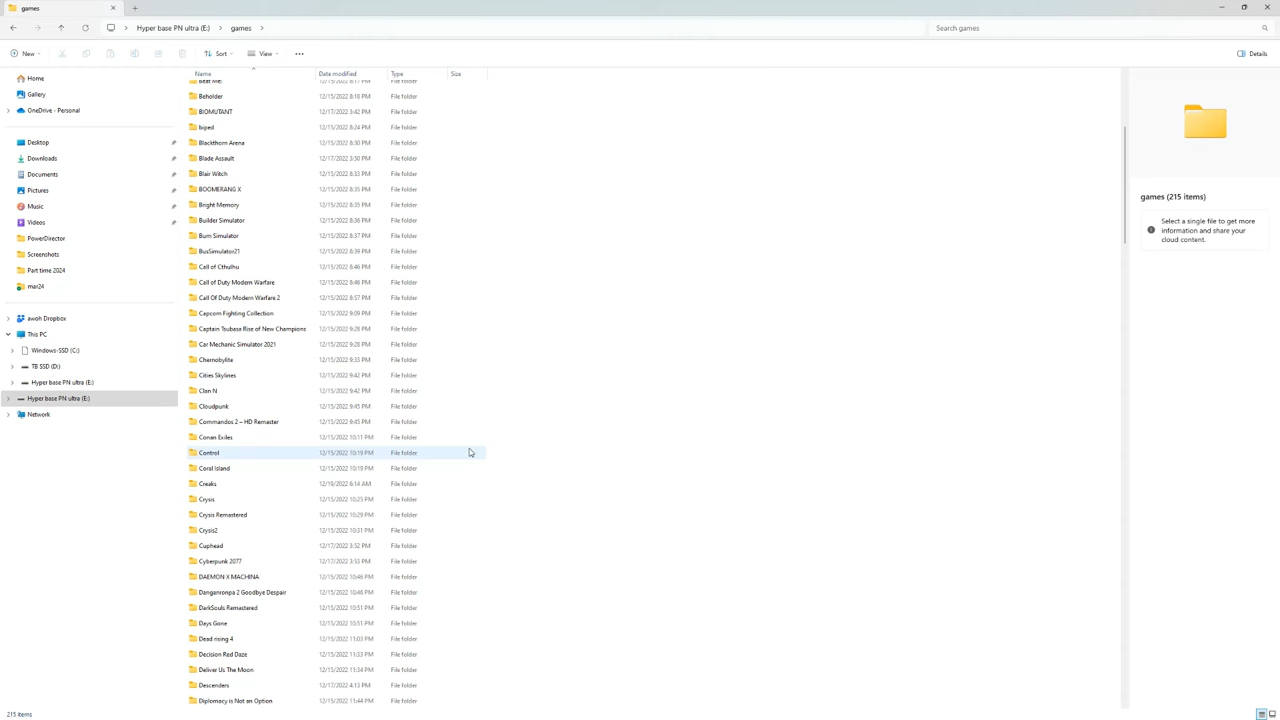 games
Hyper base PN ultra (E:) games
Search games
New Sort View Details
Name Date modified Type Size
Home
Gallery
OneDrive - Personal
Desktop
Downloads
Documents
Pictures
Music
Videos
PowerDirector
Screenshots
Part time 2024
mar24
awoh Dropbox
This PC
Windows-SSD (C:)
TB SSD (D:)
Hyper base PN ultra (E:)
Hyper base PN ultra (E:)
Network
Beat Me! 12/15/2022 8:17 PM File folder
Beholder 12/15/2022 8:18 PM File folder
BIOMUTANT 12/17/2022 3:42 PM File folder
biped 12/15/2022 8:24 PM File folder
Blackthorn Arena 12/15/2022 8:30 PM File folder
Blade Assault 12/17/2022 3:50 PM File folder
Blair Witch 12/15/2022 8:33 PM File folder
BOOMERANG X 12/15/2022 8:35 PM File folder
Bright Memory 12/15/2022 8:35 PM File folder
Builder Simulator 12/15/2022 8:36 PM File folder
Bum Simulator 12/15/2022 8:37 PM File folder
BusSimulator21 12/15/2022 8:39 PM File folder
Call of Cthulhu 12/15/2022 8:46 PM File folder
Call of Duty Modern Warfare 12/15/2022 8:46 PM File folder
Call Of Duty Modern Warfare 2 12/15/2022 8:57 PM File folder
Capcom Fighting Collection 12/15/2022 9:09 PM File folder
Captain Tsubasa Rise of New Champions 12/15/2022 9:28 PM File folder
Car Mechanic Simulator 2021 12/15/2022 9:28 PM File folder
Chernobylite 12/15/2022 9:33 PM File folder
Cities Skylines 12/15/2022 9:42 PM File folder
Clan N 12/15/2022 9:42 PM File folder
Cloudpunk 12/15/2022 9:45 PM File folder
Commandos 2 – HD Remaster 12/15/2022 9:45 PM File folder
Conan Exiles 12/15/2022 10:11 PM File folder
Control 12/15/2022 10:19 PM File folder
Coral Island 12/15/2022 10:19 PM File folder
Creaks 12/19/2022 6:14 AM File folder
Crysis 12/15/2022 10:25 PM File folder
Crysis Remastered 12/15/2022 10:29 PM File folder
Crysis2 12/15/2022 10:31 PM File folder
Cuphead 12/17/2022 3:52 PM File folder
Cyberpunk 2077 12/17/2022 3:53 PM File folder
DAEMON X MACHINA 12/15/2022 10:46 PM File folder
Danganronpa 2 Goodbye Despair 12/15/2022 10:46 PM File folder
DarkSouls Remastered 12/15/2022 10:51 PM File folder
Days Gone 12/15/2022 10:51 PM File folder
Dead rising 4 12/15/2022 11:03 PM File folder
Decision Red Daze 12/15/2022 11:33 PM File folder
Deliver Us The Moon 12/15/2022 11:34 PM File folder
Descenders 12/17/2022 4:13 PM File folder
Diplomacy is Not an Option 12/15/2022 11:44 PM File folder
games (215 items)
Select a single file to get more
information and share your
cloud content.
215 items